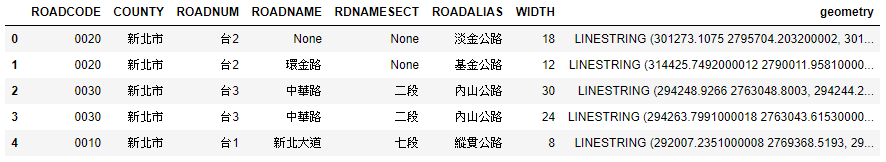 ROADCODE COUNTY ROADNUM ROADNAME RDNAMESECT ROADALIAS WIDTH geometry
0 0020 新北市 台2 None None 淡金公路 18 LINESTRING (301273.1075 2795704.203200002, 301...
1 0020 新北市 台2 環金路 None 基金公路 12 LINESTRING (314425.7492000012 2790011.95810000...
2 0030 新北市 台3 中華路 二段 內山公路 30 LINESTRING (294248.9266 2763048.8003, 294244.2...
3 0030 新北市 台3 中華路 二段 內山公路 24 LINESTRING (294263.7991000018 2763043.61530000...
4 0010 新北市 台1 新北大道 七段 縱貫公路 8 LINESTRING (292007.2351000008 2769368.5193, 29...